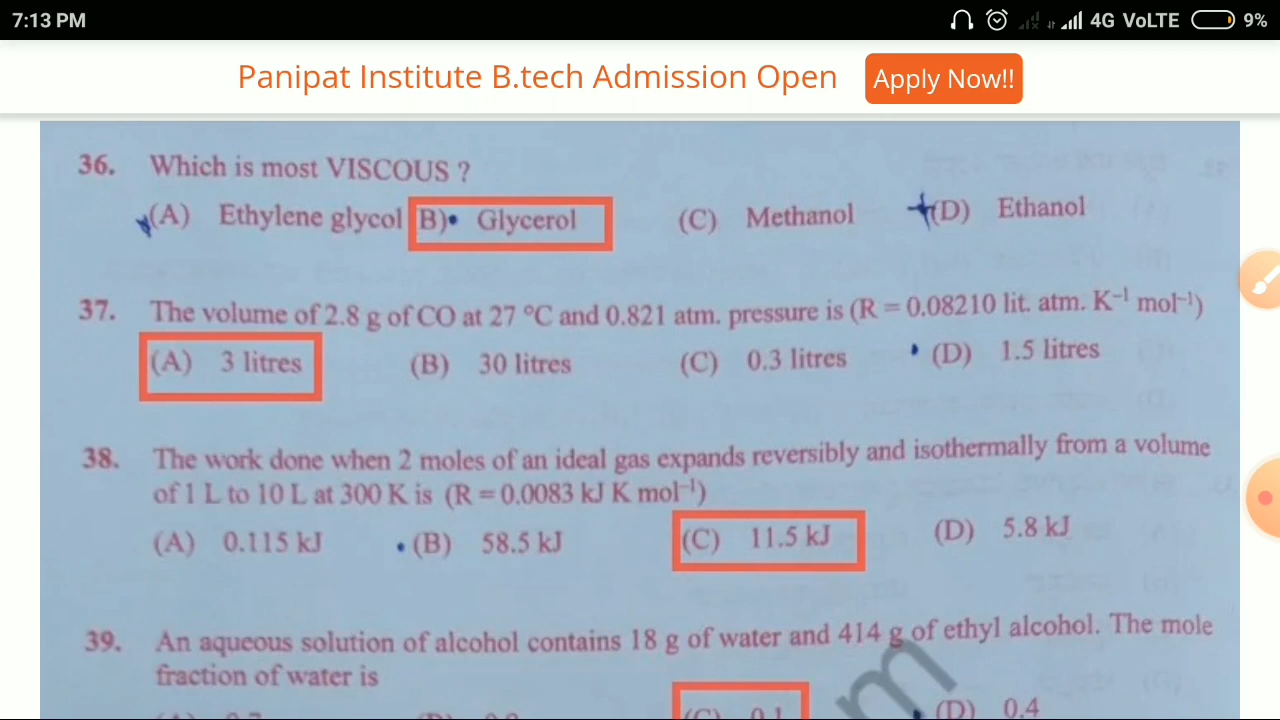 7:13 PM
4G VoLTE 9%
Panipat Institute B.tech Admission Open Apply Now!!
36. Which is most VISCOUS ?
(A) Ethylene glycol B) Glycerol (C) Methanol (D) Ethanol
37. The volume of 2.8 g of CO at 27 °C and 0.821 atm. pressure is (R = 0.08210 lit. atm. K⁻¹ mol⁻¹)
(A) 3 litres (B) 30 litres (C) 0.3 litres (D) 1.5 litres
38. The work done when 2 moles of an ideal gas expands reversibly and isothermally from a volume
of 1 L to 10 L at 300 K is (R = 0.0083 kJ K mol⁻¹)
(A) 0.115 kJ (B) 58.5 kJ (C) 11.5 kJ (D) 5.8 kJ
39. An aqueous solution of alcohol contains 18 g of water and 414 g of ethyl alcohol. The mole
fraction of water is
(C) 0.1 (D) 0.4